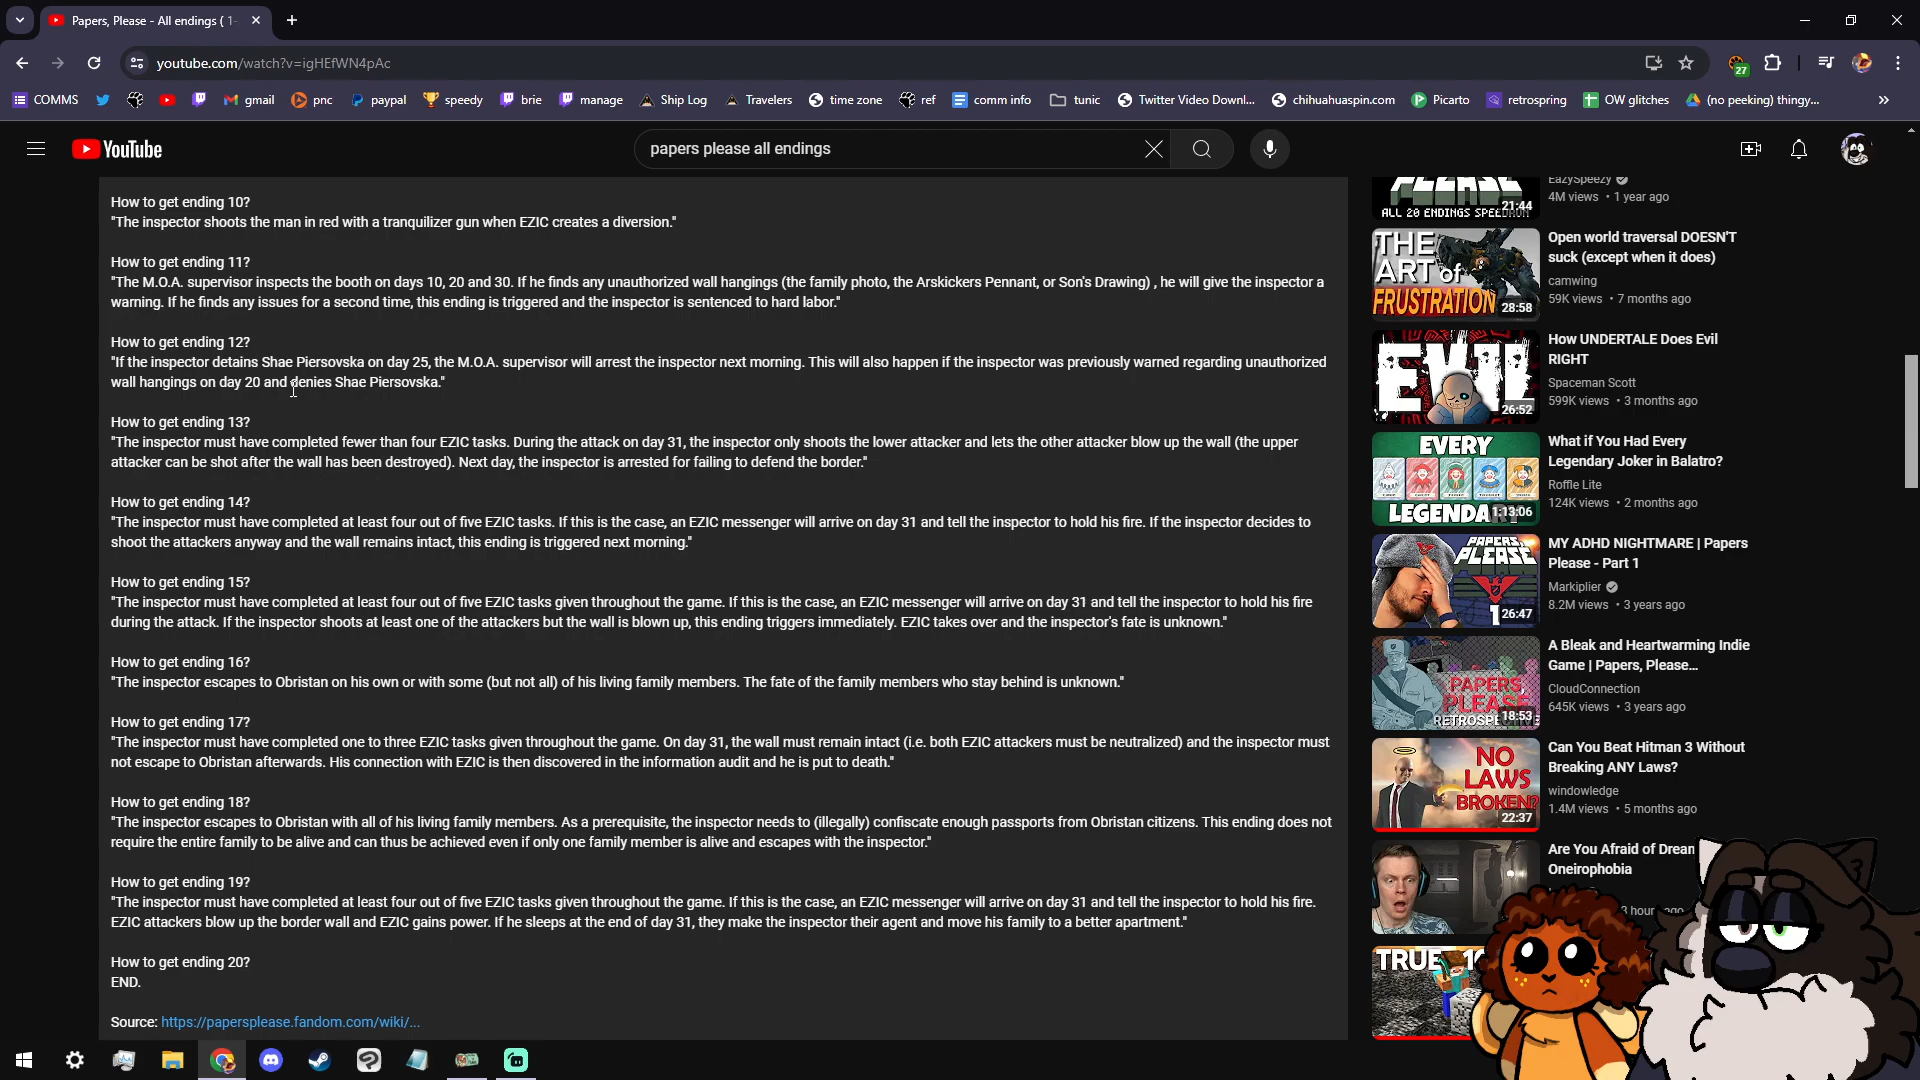 Papers, Please - All endings ( 1-
youtube.com/watch?v=igHEfWN4pAc
27
COMMS
gmail
pnc
paypal
speedy
brie
manage
Ship Log
Travelers
time zone
ref
comm info
tunic
Twitter Video Downl...
chihuahuaspin.com
Picarto
retrospring
OW glitches
(no peeking) thingy...
YouTube
papers please all endings
How to get ending 10?
"The inspector shoots the man in red with a tranquilizer gun when EZIC creates a diversion."
How to get ending 11?
"The M.O.A. supervisor inspects the booth on days 10, 20 and 30. If he finds any unauthorized wall hangings (the family photo, the Arskickers Pennant, or Son's Drawing) , he will give the inspector a
warning. If he finds any issues for a second time, this ending is triggered and the inspector is sentenced to hard labor."
How to get ending 12?
"If the inspector detains Shae Piersovska on day 25, the M.O.A. supervisor will arrest the inspector next morning. This will also happen if the inspector was previously warned regarding unauthorized
wall hangings on day 20 and denies Shae Piersovska."
How to get ending 13?
"The inspector must have completed fewer than four EZIC tasks. During the attack on day 31, the inspector only shoots the lower attacker and lets the other attacker blow up the wall (the upper
attacker can be shot after the wall has been destroyed). Next day, the inspector is arrested for failing to defend the border."
How to get ending 14?
"The inspector must have completed at least four out of five EZIC tasks. If this is the case, an EZIC messenger will arrive on day 31 and tell the inspector to hold his fire. If the inspector decides to
shoot the attackers anyway and the wall remains intact, this ending is triggered next morning."
How to get ending 15?
"The inspector must have completed at least four out of five EZIC tasks given throughout the game. If this is the case, an EZIC messenger will arrive on day 31 and tell the inspector to hold his fire
during the attack. If the inspector shoots at least one of the attackers but the wall is blown up, this ending triggers immediately. EZIC takes over and the inspector's fate is unknown."
How to get ending 16?
"The inspector escapes to Obristan on his own or with some (but not all) of his living family members. The fate of the family members who stay behind is unknown."
How to get ending 17?
"The inspector must have completed one to three EZIC tasks given throughout the game. On day 31, the wall must remain intact (i.e. both EZIC attackers must be neutralized) and the inspector must
not escape to Obristan afterwards. His connection with EZIC is then discovered in the information audit and he is put to death."
How to get ending 18?
"The inspector escapes to Obristan with all of his living family members. As a prerequisite, the inspector needs to (illegally) confiscate enough passports from Obristan citizens. This ending does not
require the entire family to be alive and can thus be achieved even if only one family member is alive and escapes with the inspector."
How to get ending 19?
"The inspector must have completed at least four out of five EZIC tasks given throughout the game. If this is the case, an EZIC messenger will arrive on day 31 and tell the inspector to hold his fire.
EZIC attackers blow up the border wall and EZIC gains power. If he sleeps at the end of day 31, they make the inspector their agent and move his family to a better apartment."
How to get ending 20?
END.
Source: https://papersplease.fandom.com/wiki/...
PLEASE
ALL 20 ENDINGS SPEEDRUN
21:44
EazySpeezy
4M views • 1 year ago
THE
ART of
FRUSTRATION
28:58
Open world traversal DOESN'T
suck (except when it does)
camwing
59K views • 7 months ago
EVIL
26:52
How UNDERTALE Does Evil
RIGHT
Spaceman Scott
599K views • 3 months ago
EVERY
LEGENDARY
1:13:06
What if You Had Every
Legendary Joker in Balatro?
Roffle Lite
124K views • 2 months ago
PAPERS,
PLEASE
1
26:47
MY ADHD NIGHTMARE | Papers
Please - Part 1
Markiplier
8.2M views • 3 years ago
PAPERS
PLEASE
RETROSPECTIVE
18:53
A Bleak and Heartwarming Indie
Game | Papers, Please...
CloudConnection
645K views • 3 years ago
NO
LAWS
BROKEN?
22:37
Can You Beat Hitman 3 Without
Breaking ANY Laws?
windowledge
1.4M views • 5 months ago
Are You Afraid of Dream
Oneirophobia
3 hour ago
TRUE 10